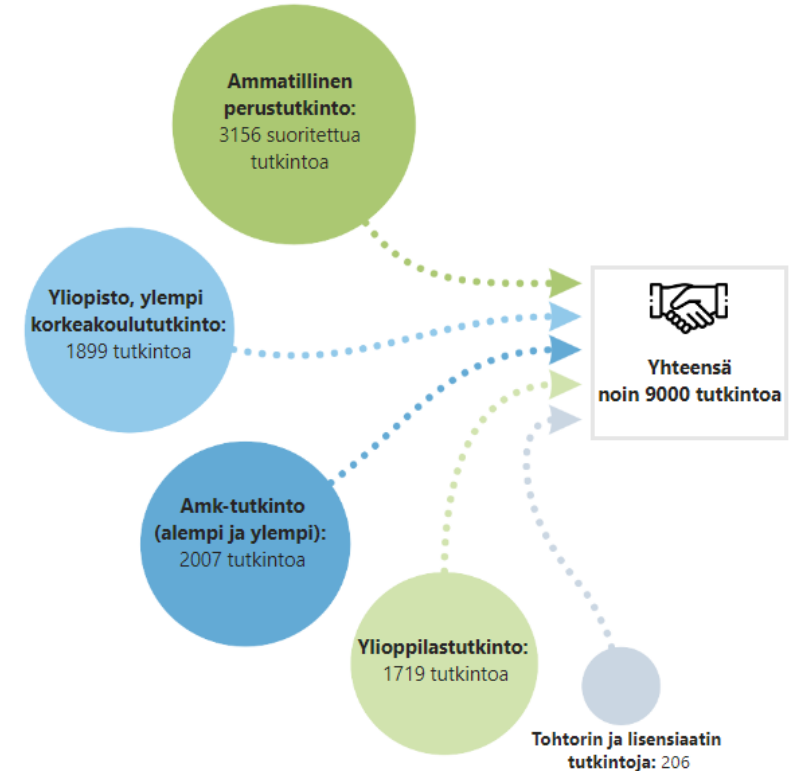 Ammatillinen
perustutkinto:
3156 suoritettua
tutkintoa
Yliopisto, ylempi
korkeakoulututkinto:
1899 tutkintoa
Yhteensä
noin 9000 tutkintoa
Amk-tutkinto
(alempi ja ylempi):
2007 tutkintoa
Ylioppilastutkinto:
1719 tutkintoa
Tohtorin ja lisensiaatin
tutkintoja: 206